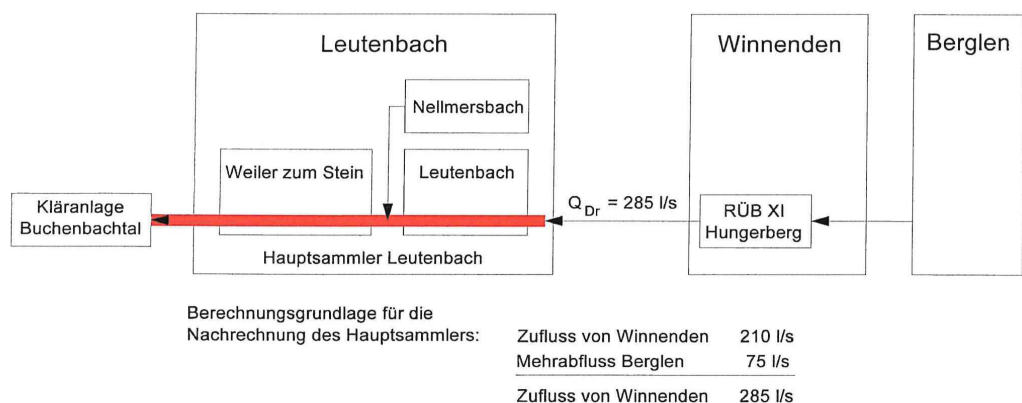 Leutenbach
Winnenden
Berglen
Nellmersbach
Weiler zum Stein
Leutenbach
Kläranlage
Buchenbachtal
Q Dr = 285 l/s
RÜB XI
Hungerberg
Hauptsammler Leutenbach
Berechnungsgrundlage für die
Nachrechnung des Hauptsammlers:
Zufluss von Winnenden 210 l/s
Mehrabfluss Berglen 75 l/s
Zufluss von Winnenden 285 l/s